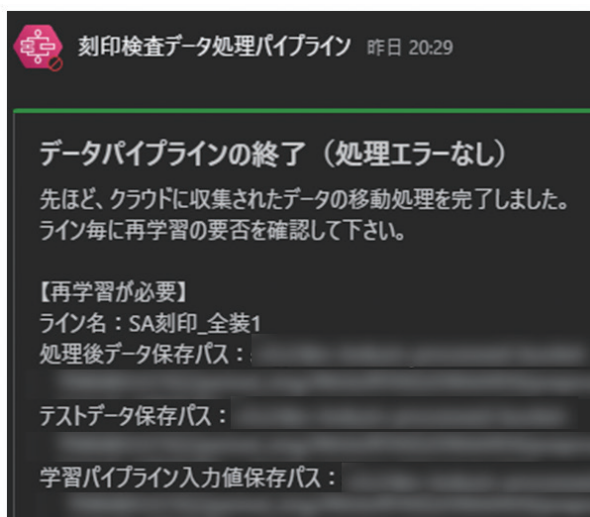 刻印検査データ処理パイプライン 昨日 20:29
データパイプラインの終了（処理エラーなし）
先ほど、クラウドに収集されたデータの移動処理を完了しました。
ライン毎に再学習の要否を確認して下さい。
【再学習が必要】
ライン名：SA刻印_全装1
処理後データ保存パス：
テストデータ保存パス：
学習パイプライン入力値保存パス：